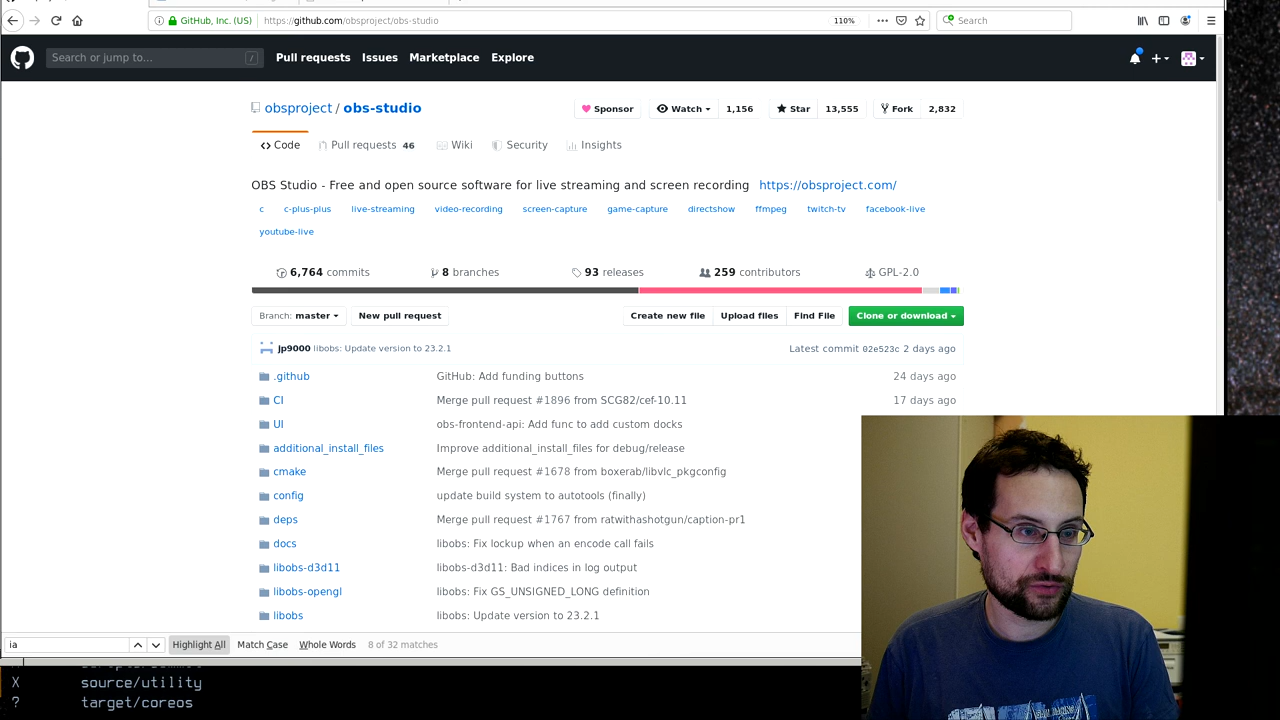 GitHub, Inc. (US) https://github.com/obsproject/obs-studio 110% Search
Search or jump to... / Pull requests Issues Marketplace Explore
obsproject / obs-studio Sponsor Watch 1,156 Star 13,555 Fork 2,832
Code Pull requests 46 Wiki Security Insights
OBS Studio - Free and open source software for live streaming and screen recording https://obsproject.com/
c c-plus-plus live-streaming video-recording screen-capture game-capture directshow ffmpeg twitch-tv facebook-live
youtube-live
6,764 commits 8 branches 93 releases 259 contributors GPL-2.0
Branch: master New pull request Create new file Upload files Find File Clone or download
jp9000 libobs: Update version to 23.2.1 Latest commit 02e523c 2 days ago
.github GitHub: Add funding buttons 24 days ago
CI Merge pull request #1896 from SCG82/cef-10.11 17 days ago
UI obs-frontend-api: Add func to add custom docks
additional_install_files Improve additional_install_files for debug/release
cmake Merge pull request #1678 from boxerab/libvlc_pkgconfig
config update build system to autotools (finally)
deps Merge pull request #1767 from ratwithashotgun/caption-pr1
docs libobs: Fix lockup when an encode call fails
libobs-d3d11 libobs-d3d11: Bad indices in log output
libobs-opengl libobs: Fix GS_UNSIGNED_LONG definition
libobs libobs: Update version to 23.2.1
ia Highlight All Match Case Whole Words 8 of 32 matches
X source/utility
? target/coreos